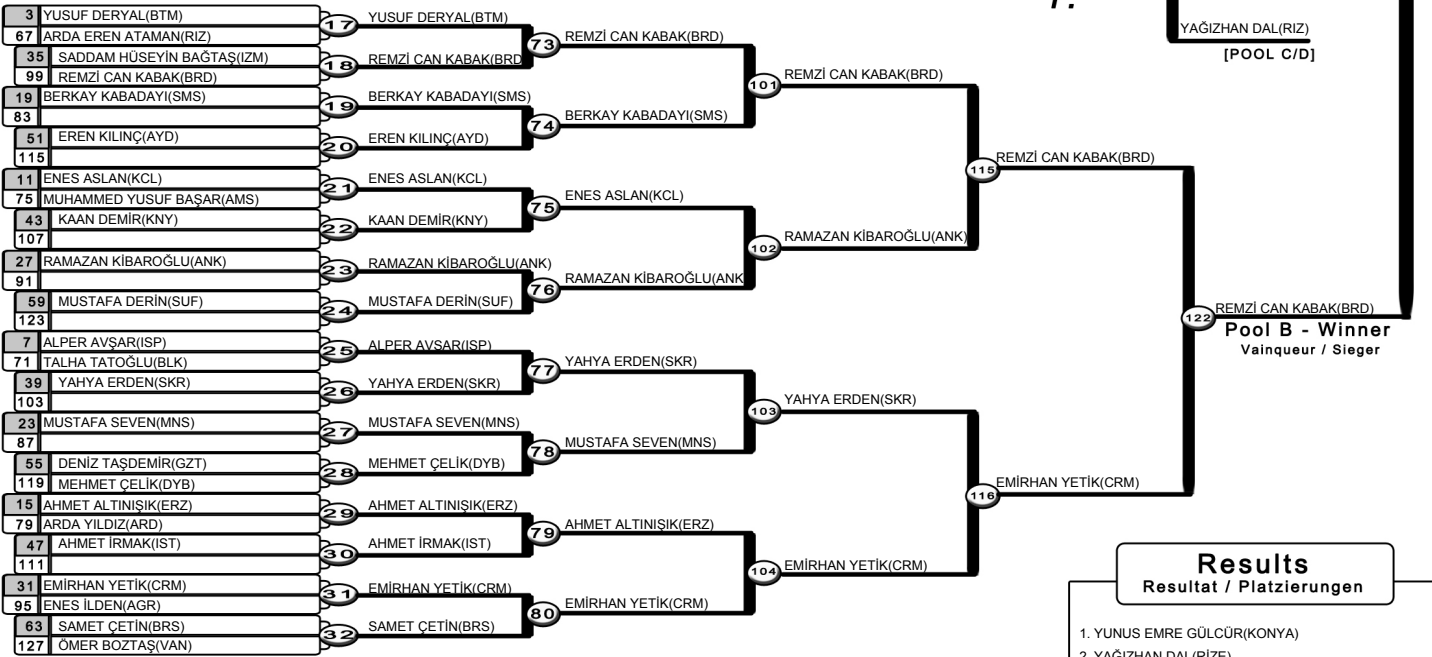 1.
YAĞIZHAN DAL(RIZ)
[POOL C/D]
3 YUSUF DERYAL(BTM)
67 ARDA EREN ATAMAN(RIZ)
35 SADDAM HÜSEYİN BAĞTAŞ(IZM)
99 REMZİ CAN KABAK(BRD)
19 BERKAY KABADAYI(SMS)
83
51 EREN KILINÇ(AYD)
115
11 ENES ASLAN(KCL)
75 MUHAMMED YUSUF BAŞAR(AMS)
43 KAAN DEMİR(KNY)
107
27 RAMAZAN KİBAROĞLU(ANK)
91
59 MUSTAFA DERİN(SUF)
123
7 ALPER AVŞAR(ISP)
71 TALHA TATOĞLU(BLK)
39 YAHYA ERDEN(SKR)
103
23 MUSTAFA SEVEN(MNS)
87
55 DENİZ TAŞDEMİR(GZT)
119 MEHMET ÇELİK(DYB)
15 AHMET ALTINIŞIK(ERZ)
79 ARDA YILDIZ(ARD)
47 AHMET İRMAK(IST)
111
31 EMİRHAN YETİK(CRM)
95 ENES İLDEN(AGR)
63 SAMET ÇETİN(BRS)
127 ÖMER BOZTAŞ(VAN)
17 YUSUF DERYAL(BTM)
18 REMZİ CAN KABAK(BRD
19 BERKAY KABADAYI(SMS)
20 EREN KILINÇ(AYD)
21 ENES ASLAN(KCL)
22 KAAN DEMİR(KNY)
23 RAMAZAN KİBAROĞLU(ANK)
24 MUSTAFA DERİN(SUF)
25 ALPER AVŞAR(ISP)
26 YAHYA ERDEN(SKR)
27 MUSTAFA SEVEN(MNS)
28 MEHMET ÇELİK(DYB)
29 AHMET ALTINIŞIK(ERZ)
30 AHMET İRMAK(IST)
31 EMİRHAN YETİK(CRM)
32 SAMET ÇETİN(BRS)
73 REMZİ CAN KABAK(BRD)
74 BERKAY KABADAYI(SMS)
75 ENES ASLAN(KCL)
76 RAMAZAN KİBAROĞLU(ANK
77 YAHYA ERDEN(SKR)
78 MUSTAFA SEVEN(MNS)
79 AHMET ALTINIŞIK(ERZ)
80 EMİRHAN YETİK(CRM)
101 REMZİ CAN KABAK(BRD)
102 RAMAZAN KİBAROĞLU(ANK)
103 YAHYA ERDEN(SKR)
104 EMİRHAN YETİK(CRM)
115 REMZİ CAN KABAK(BRD)
116 EMİRHAN YETİK(CRM)
122 REMZİ CAN KABAK(BRD)
Pool B - Winner
Vainqueur / Sieger
Results
Resultat / Platzierungen
1. YUNUS EMRE GÜLCÜR(KONYA)
2. YAĞIZHAN DAL(RİZE)